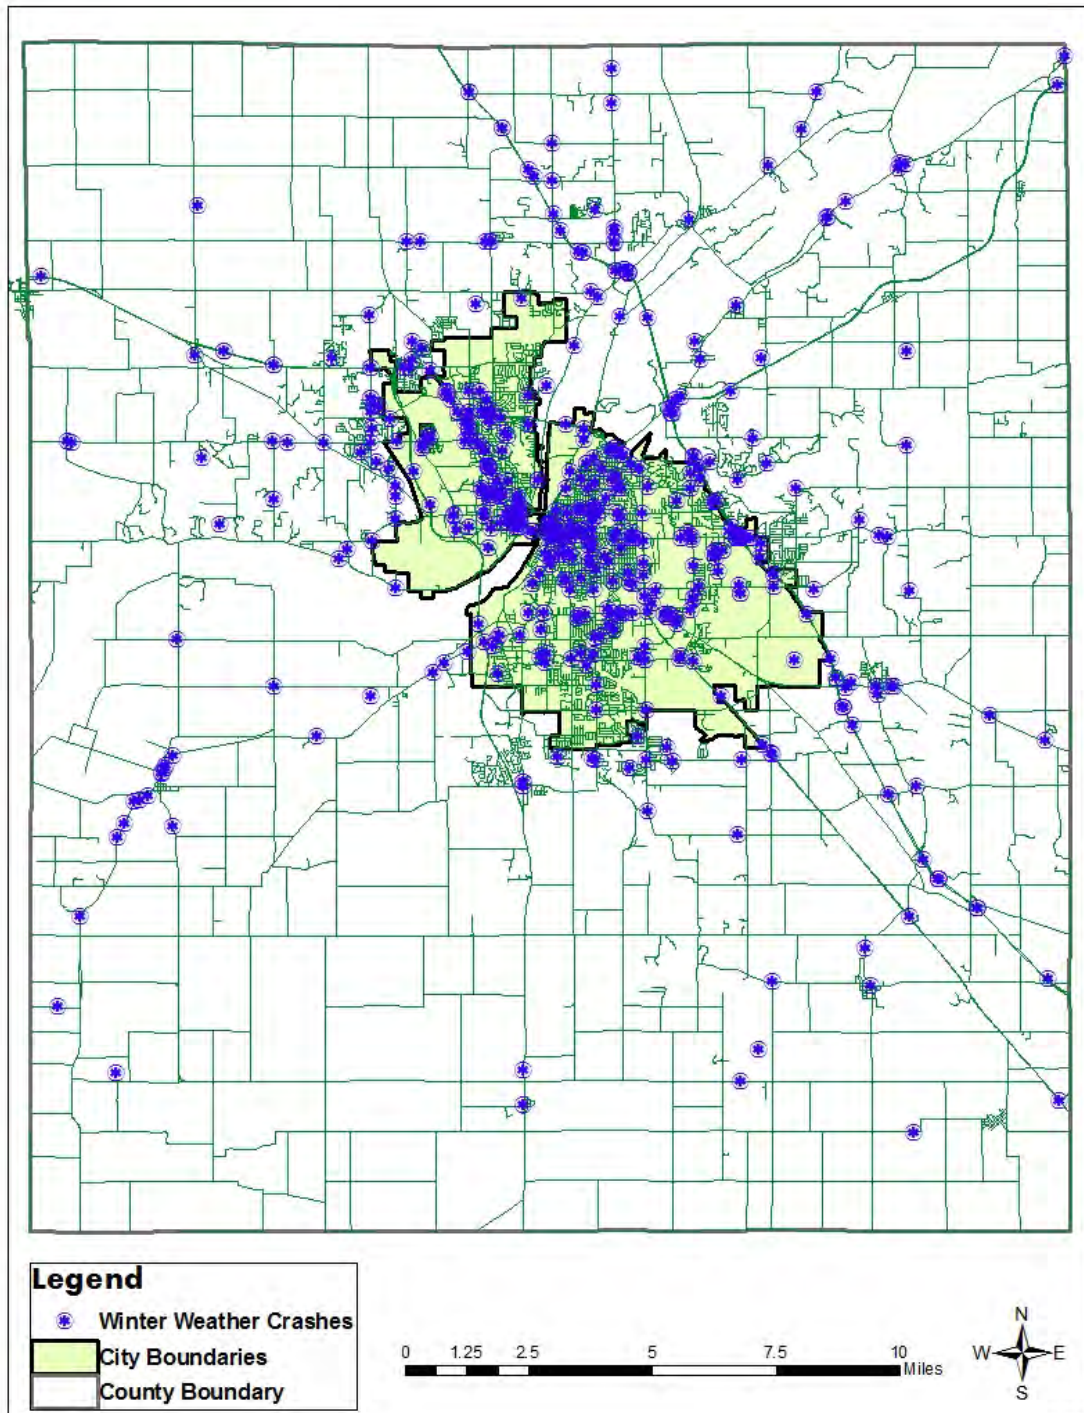 Legend
Winter Weather Crashes
City Boundaries
County Boundary
0 1.25 2.5 5 7.5 10
Miles
N
W E
S